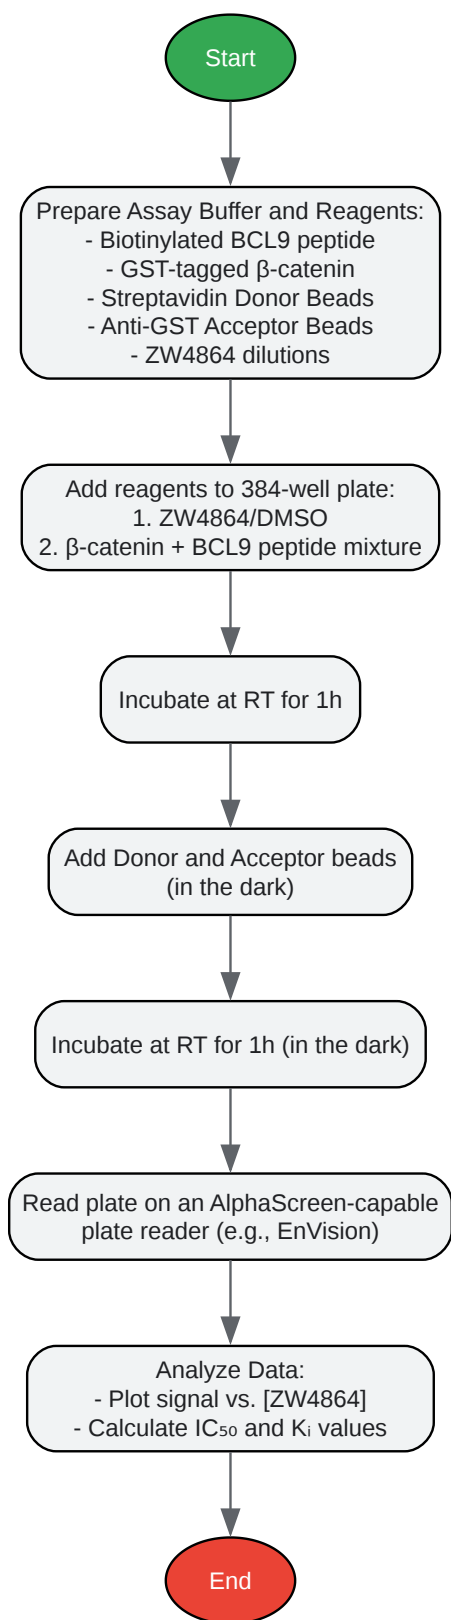 Start
Prepare Assay Buffer and Reagents:
- Biotinylated BCL9 peptide
- GST-tagged β-catenin
- Streptavidin Donor Beads
- Anti-GST Acceptor Beads
- ZW4864 dilutions
Add reagents to 384-well plate:
1. ZW4864/DMSO
2. β-catenin + BCL9 peptide mixture
Incubate at RT for 1h
Add Donor and Acceptor beads
(in the dark)
Incubate at RT for 1h (in the dark)
Read plate on an AlphaScreen-capable
plate reader (e.g., EnVision)
Analyze Data:
- Plot signal vs. [ZW4864]
- Calculate IC₅₀ and Kᵢ values
End